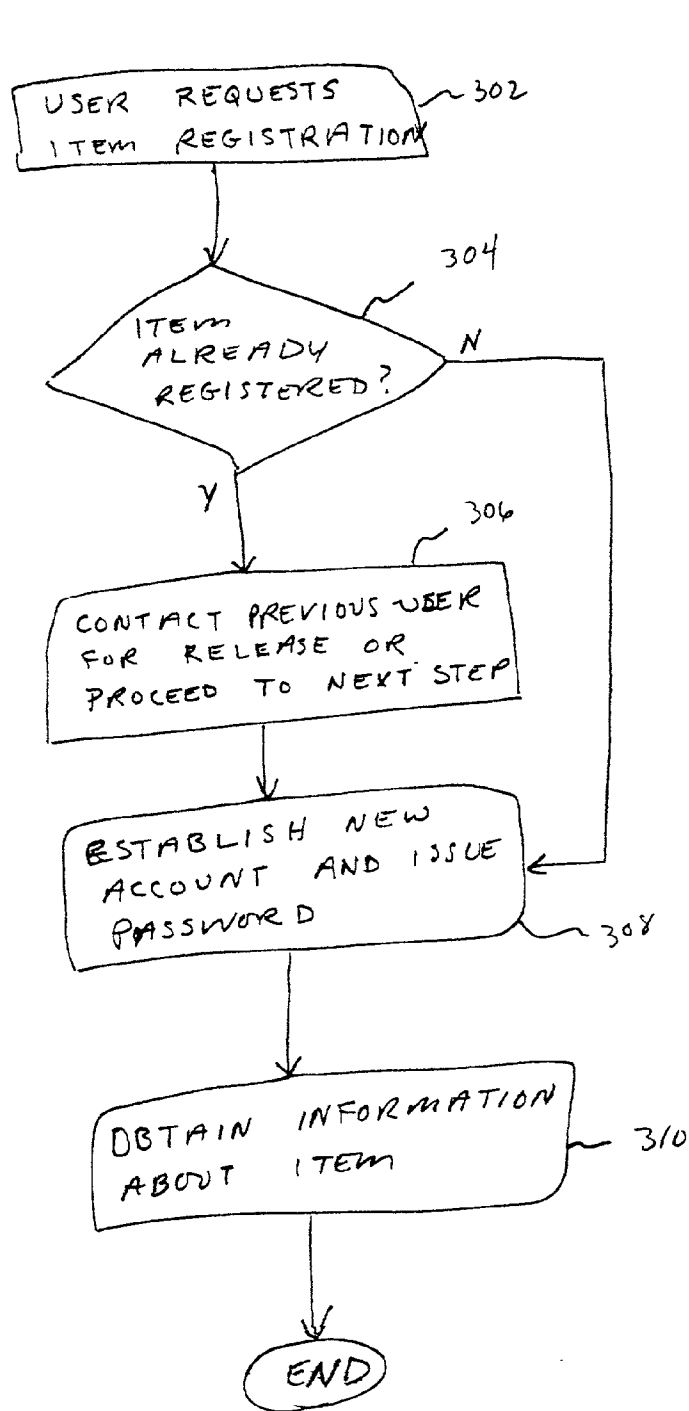 USER REQUESTS
ITEM REGISTRATION
302
304
ITEM
ALREADY
REGISTERED?
N
Y
306
CONTACT PREVIOUS USER
FOR RELEASE OR
PROCEED TO NEXT STEP
ESTABLISH NEW
ACCOUNT AND ISSUE
PASSWORD
308
OBTAIN INFORMATION
ABOUT ITEM
310
END